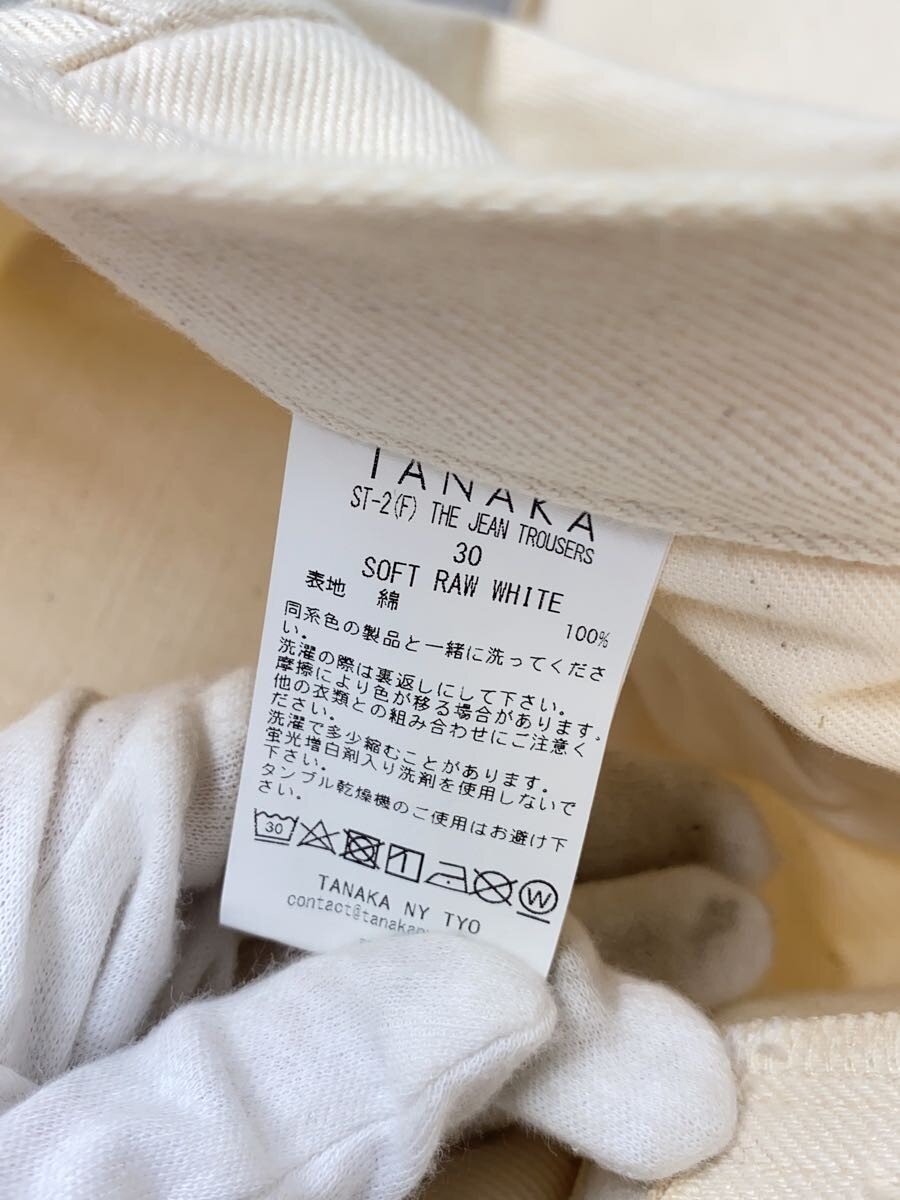 TANAKA
ST-2(F) THE JEAN TROUSERS
30
SOFT RAW WHITE
表地 綿 100%
同系色の製品と一緒に洗ってくださ
い。
洗濯の際は裏返しにして下さい。
摩擦により色が移る場合があります。
他の衣類との組み合わせにご注意く
ださい。
洗濯で多少縮むことがあります。
蛍光増白剤入り洗剤を使用しないで
下さい。
タンブル乾燥機のご使用はお避け下
さい。
30 W
TANAKA NY TYO